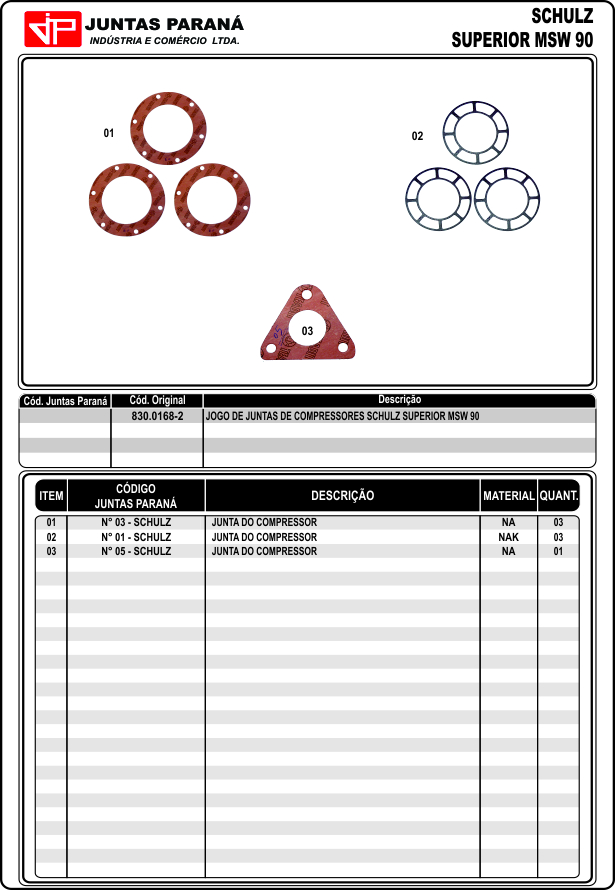 JP JUNTAS PARANÁ
INDÚSTRIA E COMÉRCIO LTDA.
SCHULZ
SUPERIOR MSW 90
01
02
03
Cód. Juntas Paraná Cód. Original Descrição
830.0168-2 JOGO DE JUNTAS DE COMPRESSORES SCHULZ SUPERIOR MSW 90
ITEM CÓDIGO JUNTAS PARANÁ DESCRIÇÃO MATERIAL QUANT.
01 N° 03 - SCHULZ JUNTA DO COMPRESSOR NA 03
02 N° 01 - SCHULZ JUNTA DO COMPRESSOR NAK 03
03 N° 05 - SCHULZ JUNTA DO COMPRESSOR NA 01